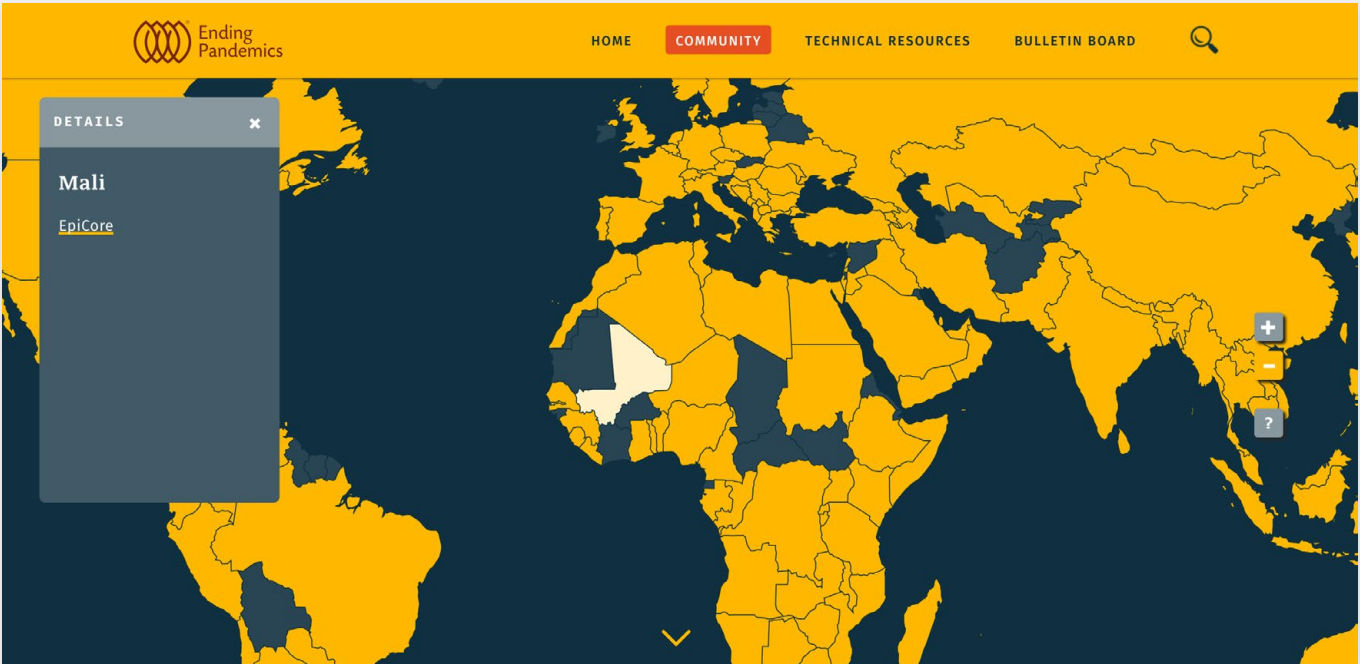 Ending
Pandemics
HOME COMMUNITY TECHNICAL RESOURCES BULLETIN BOARD
DETAILS ×
Mali
EpiCore
+
-
?